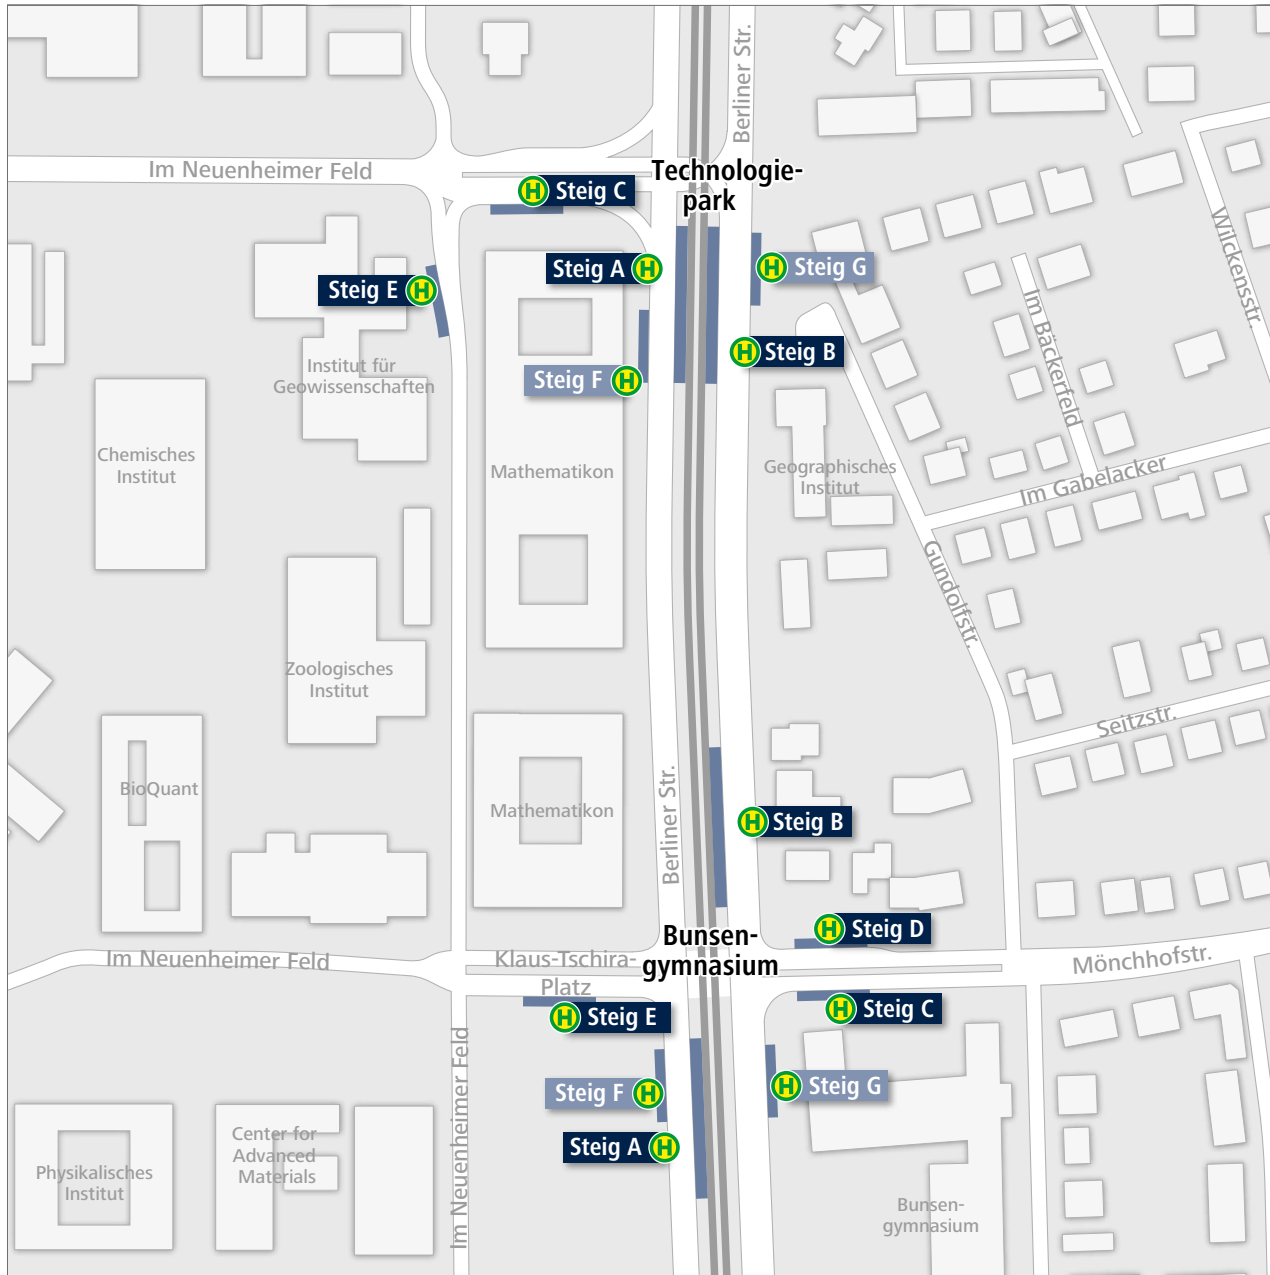 Berliner Str.
Im Neuenheimer Feld
Technologie-
park
Steig C
Steig A
Steig G
Steig E
Steig B
Steig F
Wilckensstr.
Im Bäckerfeld
Institut für
Geowissenschaften
Chemisches
Institut
Mathematikon
Geographisches
Institut
Im Gabelacker
Gundolfstr.
Zoologisches
Institut
Seitzstr.
BioQuant
Mathematikon
Berliner Str.
Steig B
Steig D
Bunsen-
gymnasium
Im Neuenheimer Feld
Klaus-Tschira-
Platz
Mönchhofstr.
Steig E
Steig C
Im Neuenheimer Feld
Steig F
Steig G
Steig A
Center for
Advanced
Materials
Physikalisches
Institut
Bunsen-
gymnasium
H
H
H
H
H
H
H
H
H
H
H
H
H